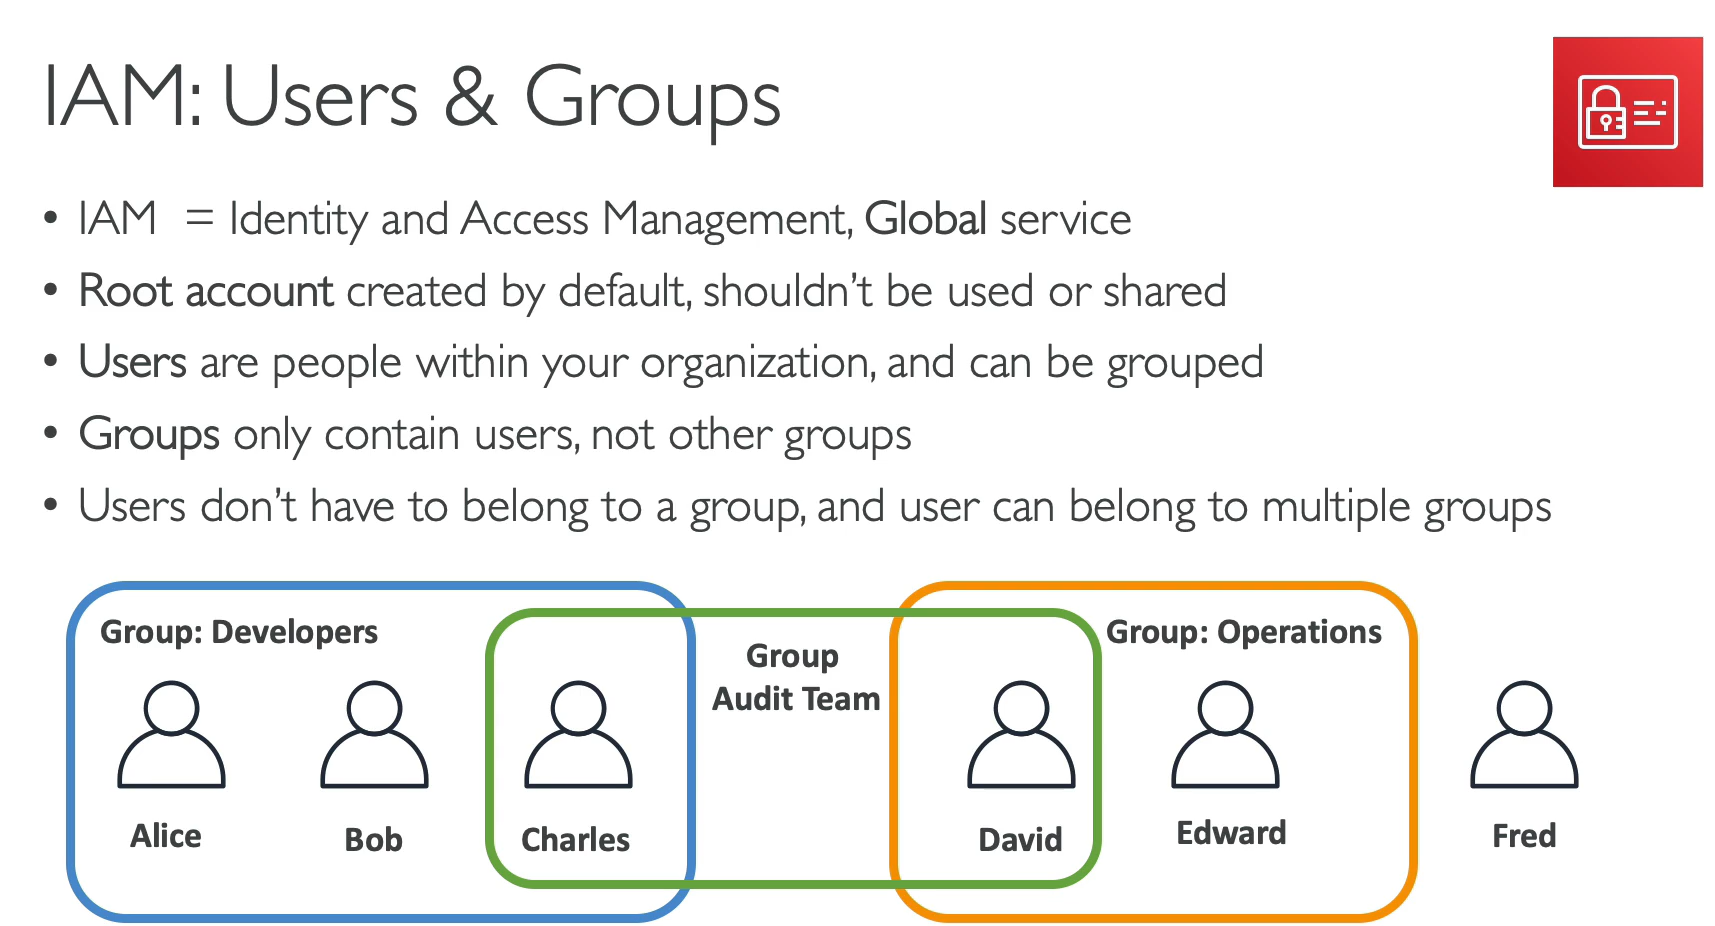 IAM: Users & Groups
• IAM = Identity and Access Management, Global service
• Root account created by default, shouldn't be used or shared
• Users are people within your organization, and can be grouped
• Groups only contain users, not other groups
• Users don't have to belong to a group, and user can belong to multiple groups
Group: Developers
Group
Audit Team
Group: Operations
Alice
Bob
Charles
David
Edward
Fred